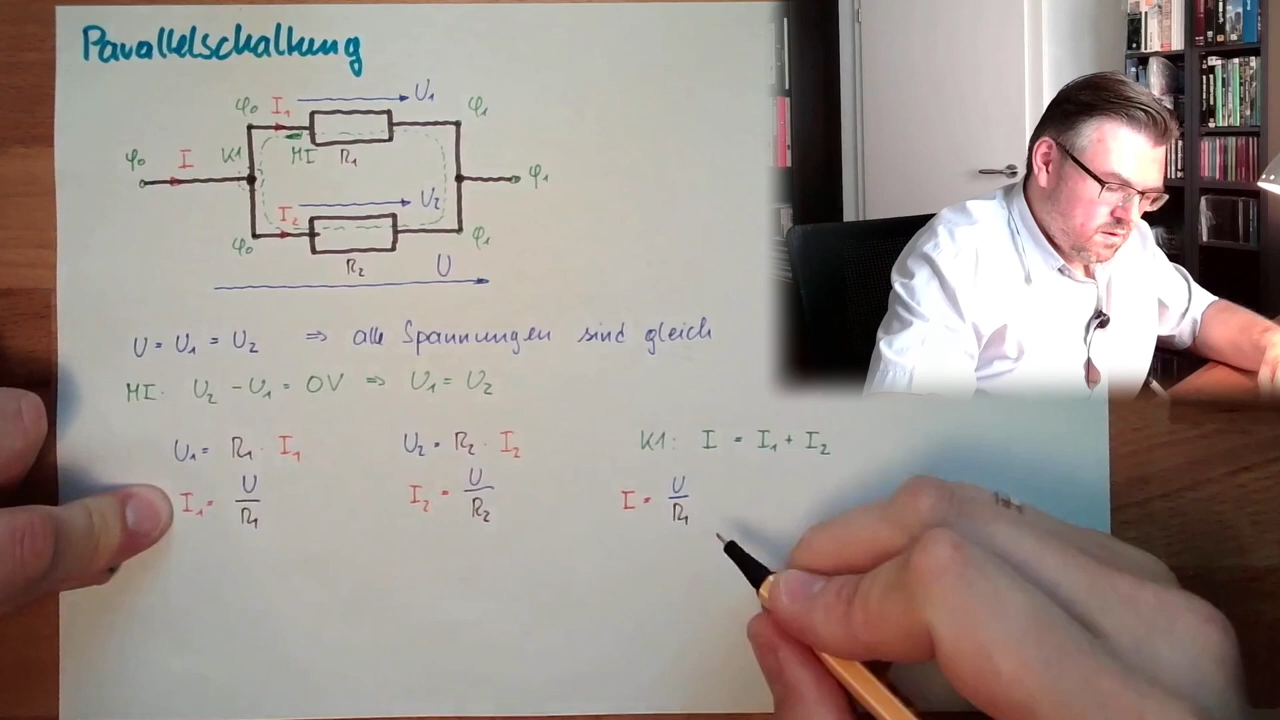 Parallelschaltung
U₁
φ₀ I₁ φ₁
φ₀ I K1 MI R₁ φ₁
I₂ U₂
φ₀ φ₁
R₂ U
U = U₁ = U₂ ⇒ alle Spannungen sind gleich
MI: U₂ - U₁ = 0V ⇒ U₁ = U₂
U₁ = R₁ · I₁ U₂ = R₂ · I₂ K1: I = I₁ + I₂
I₁ = U/R₁ I₂ = U/R₂ I = U/R₁